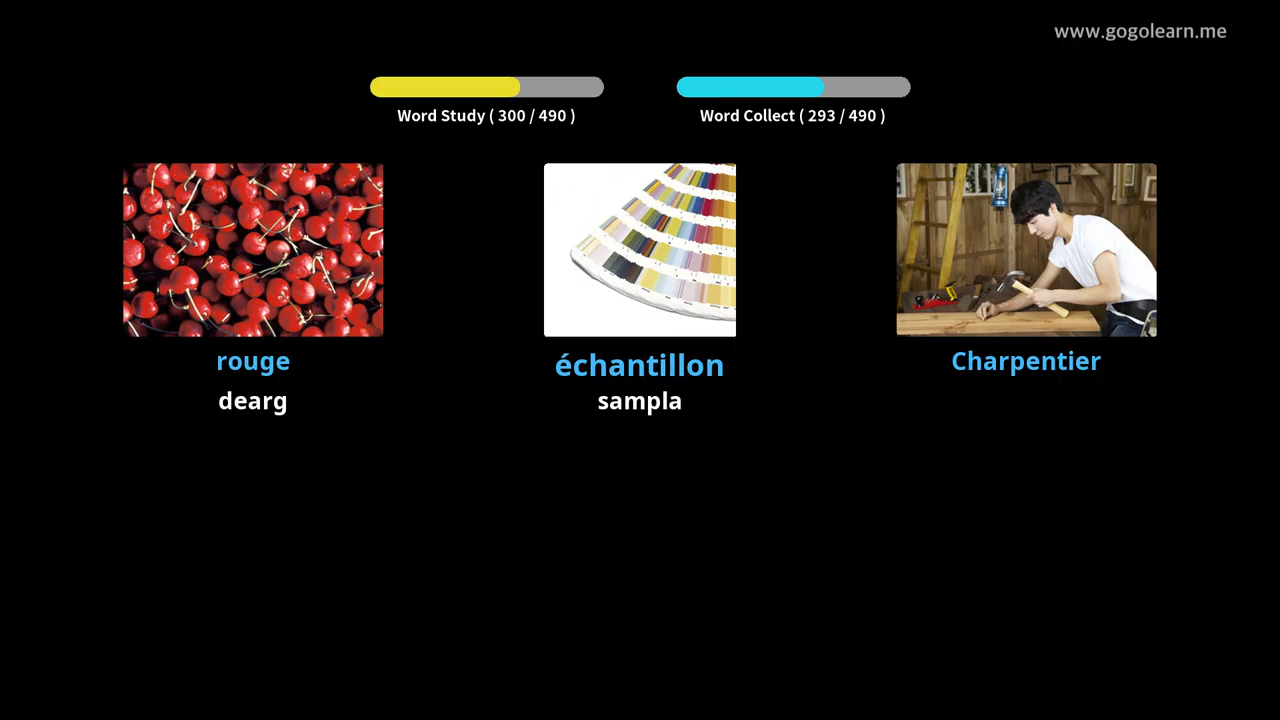 www.gogolearn.me
Word Study ( 300 / 490 )
Word Collect ( 293 / 490 )
rouge
échantillon
Charpentier
dearg
sampla